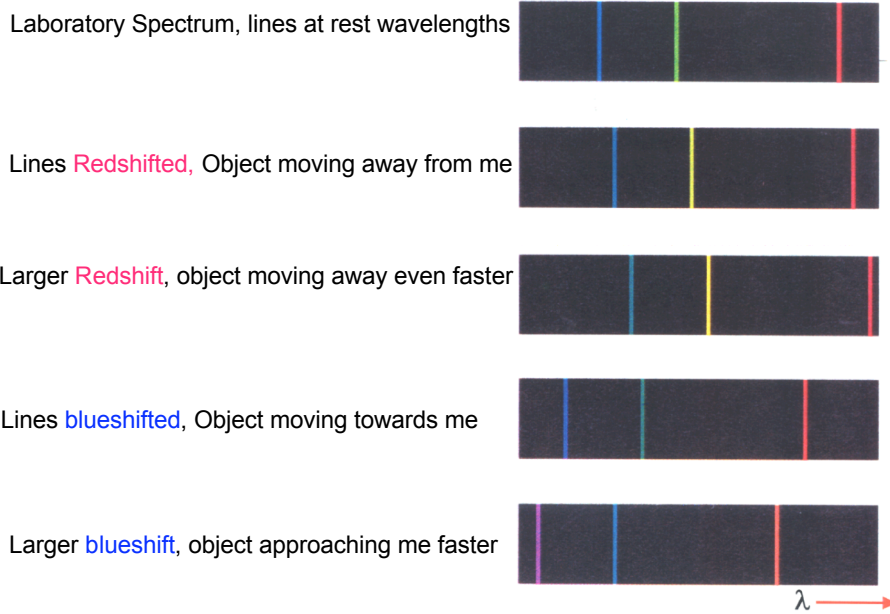 Laboratory Spectrum, lines at rest wavelengths
Lines Redshifted, Object moving away from me
Larger Redshift, object moving away even faster
Lines blueshifted, Object moving towards me
Larger blueshift, object approaching me faster
λ